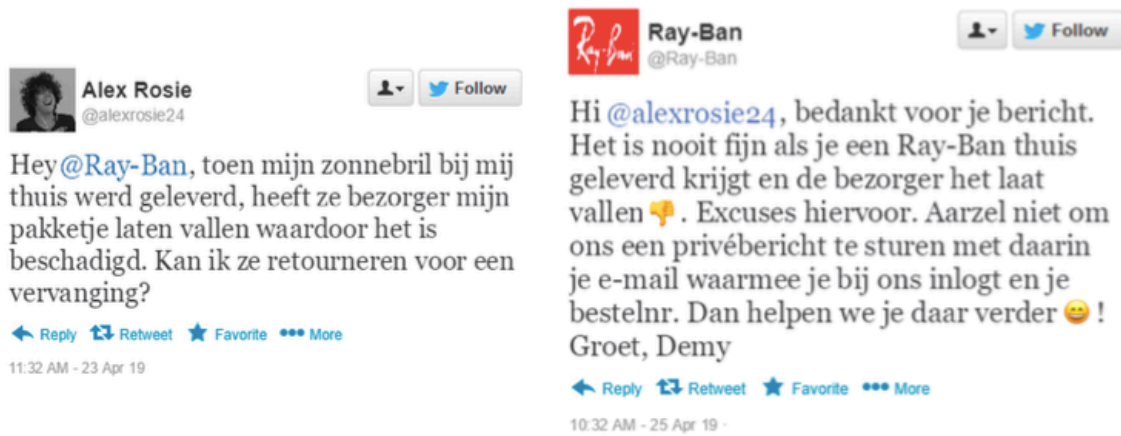 Alex Rosie
@alexrosie24
Follow
Hey @Ray-Ban, toen mijn zonnebril bij mij
thuis werd geleverd, heeft ze bezorger mijn
pakketje laten vallen waardoor het is
beschadigd. Kan ik ze retourneren voor een
vervanging?
Reply Retweet Favorite More
11:32 AM - 23 Apr 19
Ray-Ban
Ray-Ban
@Ray-Ban
Follow
Hi @alexrosie24, bedankt voor je bericht.
Het is nooit fijn als je een Ray-Ban thuis
geleverd krijgt en de bezorger het laat
vallen👎. Excuses hiervoor. Aarzel niet om
ons een privébericht te sturen met daarin
je e-mail waarmee je bij ons inlogt en je
bestelnr. Dan helpen we je daar verder 😄 !
Groet, Demy
Reply Retweet Favorite More
10:32 AM - 25 Apr 19 ·